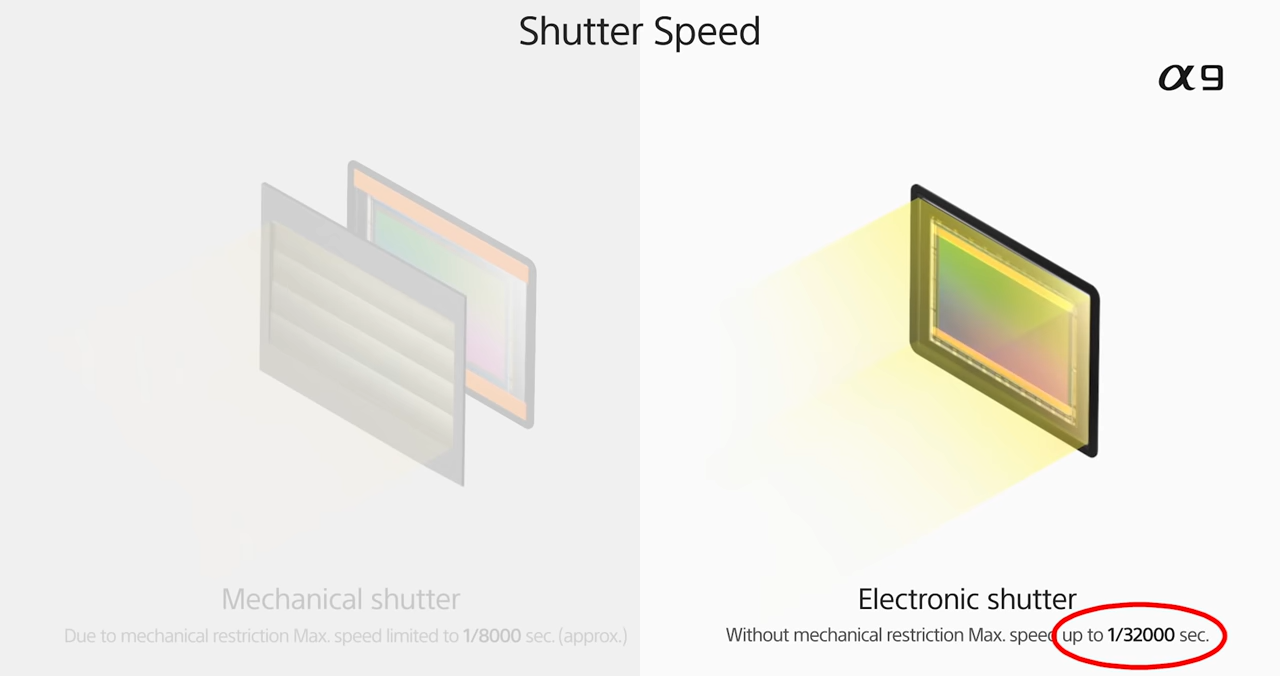 Shutter Speed
α9
Mechanical shutter
Due to mechanical restriction Max. speed limited to 1/8000 sec. (approx.)
Electronic shutter
Without mechanical restriction Max. speed up to 1/32000 sec.